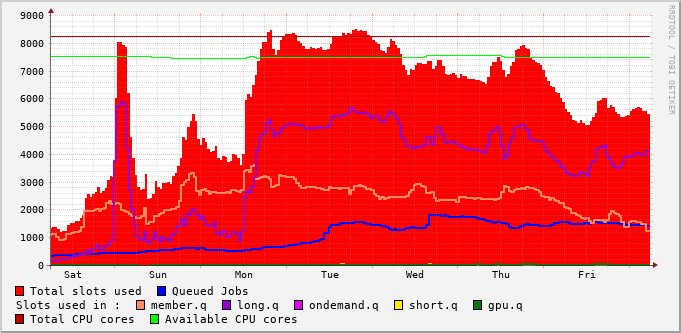 9000
8000
7000
6000
5000
4000
3000
2000
1000
0
Sat Sun Mon Tue Wed Thu Fri
RRDTOOL / TOBI OETIKER
Total slots used Queued Jobs
Slots used in : member.q long.q ondemand.q short.q gpu.q
Total CPU cores Available CPU cores